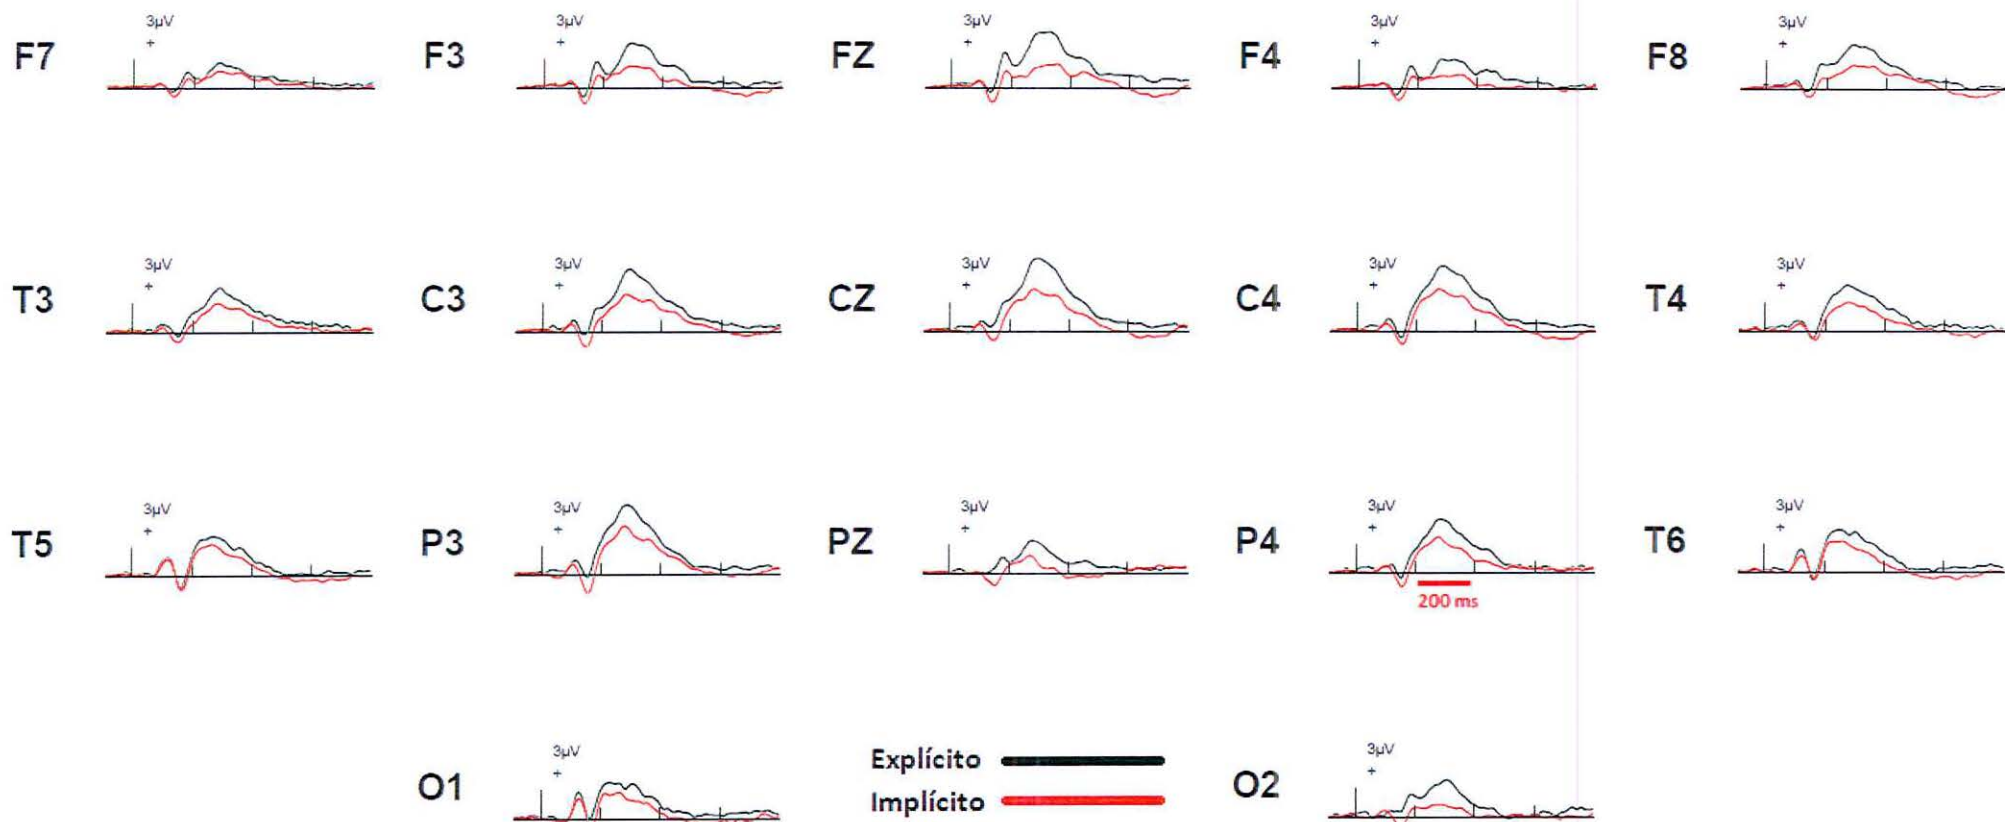 3µV 3µV 3µV 3µV 3µV
F7 F3 FZ F4 F8
3µV 3µV 3µV 3µV 3µV
T3 C3 CZ C4 T4
3µV 3µV 3µV 3µV 3µV
T5 P3 PZ P4 T6
200 ms
3µV 3µV
O1 O2
Explícito
Implícito